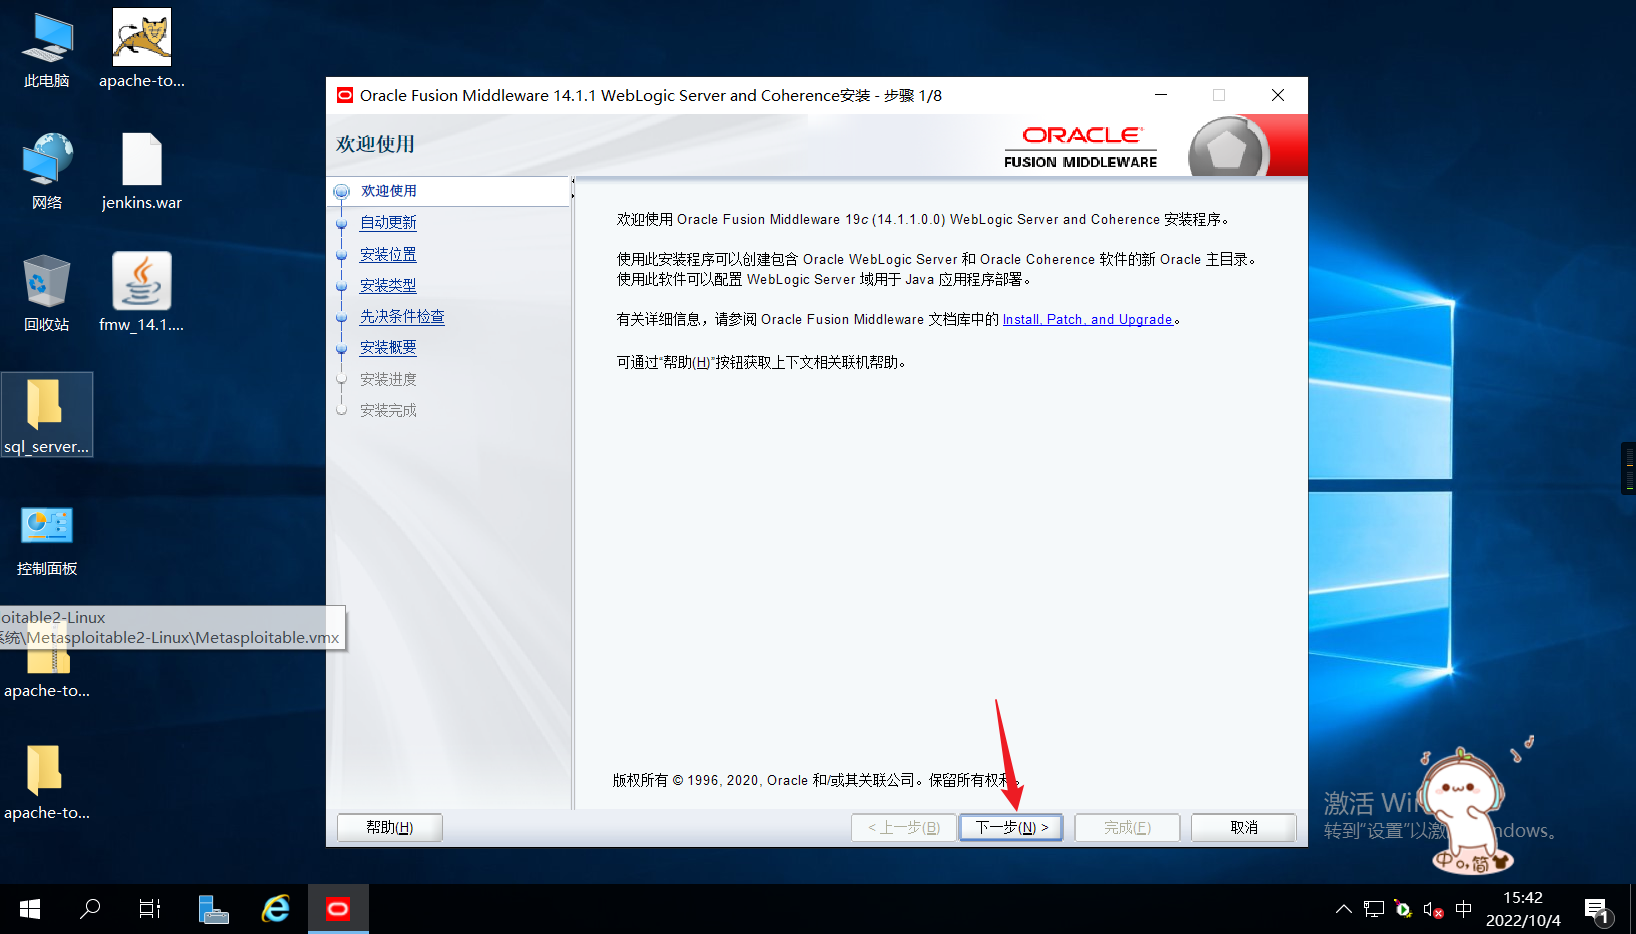 此电脑
apache-to...
网络
jenkins.war
回收站
fmw_14.1....
sql_server...
控制面板
oitable2-Linux
系统\Metasploitable2-Linux\Metasploitable.vmx
apache-to...
apache-to...
Oracle Fusion Middleware 14.1.1 WebLogic Server and Coherence安装 - 步骤 1/8
欢迎使用
ORACLE
FUSION MIDDLEWARE
欢迎使用
自动更新
安装位置
安装类型
先决条件检查
安装概要
安装进度
安装完成
欢迎使用 Oracle Fusion Middleware 19c (14.1.1.0.0) WebLogic Server and Coherence 安装程序。
使用此安装程序可以创建包含 Oracle WebLogic Server 和 Oracle Coherence 软件的新 Oracle 主目录。
使用此软件可以配置 WebLogic Server 域用于 Java 应用程序部署。
有关详细信息，请参阅 Oracle Fusion Middleware 文档库中的 Install, Patch, and Upgrade。
可通过“帮助(H)”按钮获取上下文相关联机帮助。
版权所有 © 1996, 2020, Oracle 和/或其关联公司。保留所有权利。
帮助(H)
< 上一步(B)
下一步(N) >
完成(F)
取消
激活 Wi
转到“设置”以激 ndows。
中 简
中
15:42
2022/10/4
1